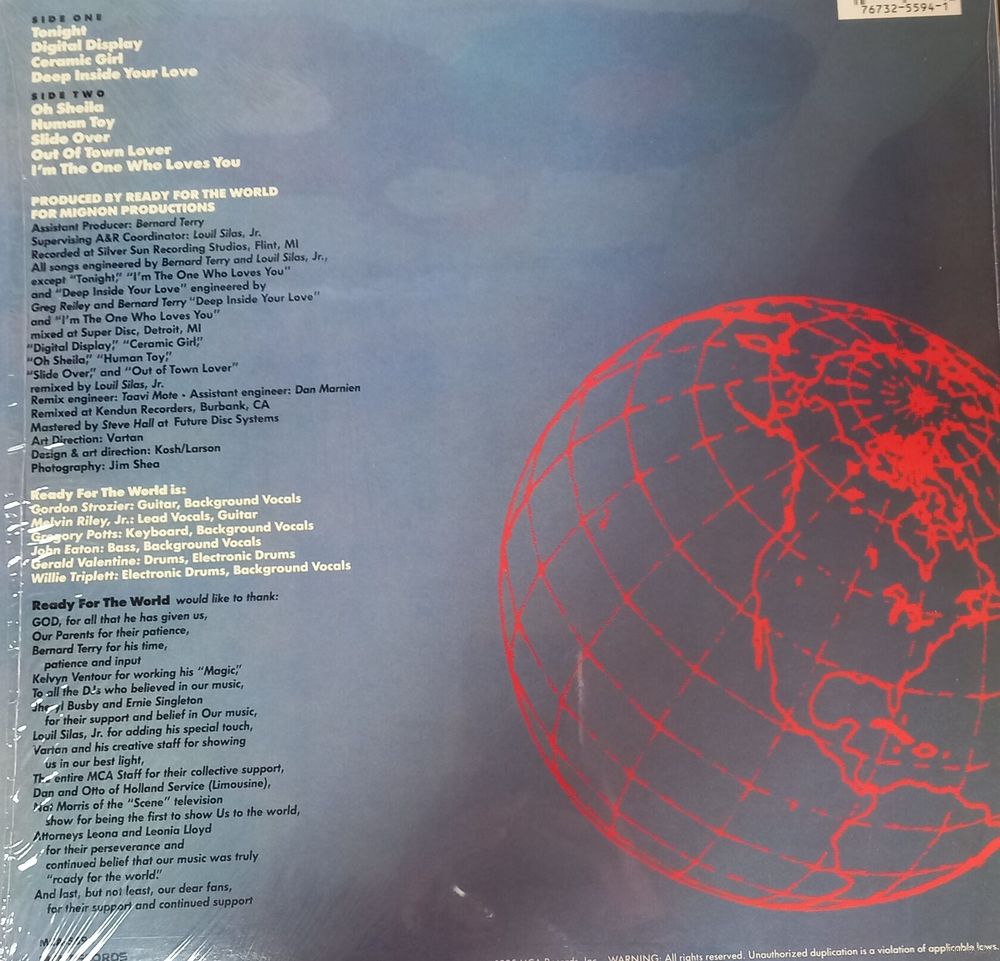 76732-5594-1
SIDE ONE
Tonight
Digital Display
Ceramic Girl
Deep Inside Your Love
SIDE TWO
Oh Sheila
Human Toy
Slide Over
Out Of Town Lover
I'm The One Who Loves You
PRODUCED BY READY FOR THE WORLD
FOR MIGNON PRODUCTIONS
Assistant Producer: Bernard Terry
Supervising A&R Coordinator: Louil Silas, Jr.
Recorded at Silver Sun Recording Studios, Flint, MI
All songs engineered by Bernard Terry and Louil Silas, Jr.,
except "Tonight," "I'm The One Who Loves You"
and "Deep Inside Your Love" engineered by
Greg Reiley and Bernard Terry "Deep Inside Your Love"
and "I'm The One Who Loves You"
mixed at Super Disc, Detroit, MI
"Digital Display," "Ceramic Girl,"
"Oh Sheila," "Human Toy,"
"Slide Over," and "Out of Town Lover"
remixed by Louil Silas, Jr.
Remix engineer: Taavi Mote • Assistant engineer: Dan Marnien
Remixed at Kendun Recorders, Burbank, CA
Mastered by Steve Hall at Future Disc Systems
Art Direction: Vartan
Design & art direction: Kosh/Larson
Photography: Jim Shea
Ready For The World is:
Gordon Strozier: Guitar, Background Vocals
Melvin Riley, Jr.: Lead Vocals, Guitar
Gregory Potts: Keyboard, Background Vocals
John Eaton: Bass, Background Vocals
Gerald Valentine: Drums, Electronic Drums
Willie Triplett: Electronic Drums, Background Vocals
Ready For The World would like to thank:
GOD, for all that he has given us,
Our Parents for their patience,
Bernard Terry for his time,
patience and input
Kelvyn Ventour for working his "Magic,"
To all the DJs who believed in our music,
Jheryl Busby and Ernie Singleton
for their support and belief in Our music,
Louil Silas, Jr. for adding his special touch,
Vartan and his creative staff for showing
us in our best light,
The entire MCA Staff for their collective support,
Dan and Otto of Holland Service (Limousine),
Nat Morris of the "Scene" television
show for being the first to show Us to the world,
Attorneys Leona and Leonia Lloyd
for their perseverance and
continued belief that our music was truly
"ready for the world."
And last, but not least, our dear fans,
for their support and continued support
MCA Records, Inc. WARNING: All rights reserved. Unauthorized duplication is a violation of applicable laws.